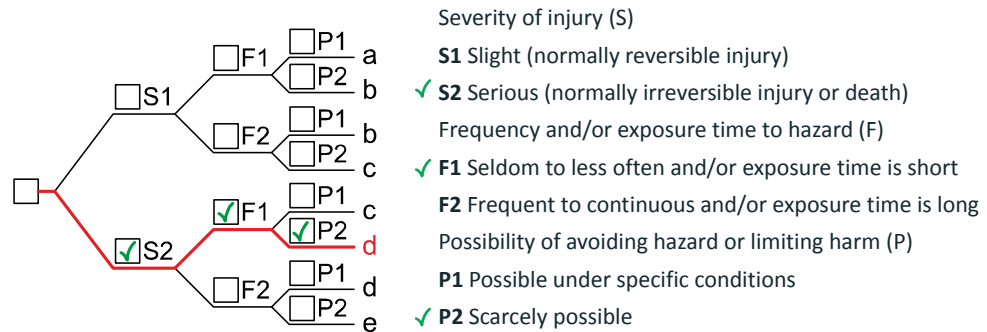 Severity of injury (S)
F1
P1
a
S1 Slight (normally reversible injury)
P2
b
S1
S2 Serious (normally irreversible injury or death)
P1
b
Frequency and/or exposure time to hazard (F)
F2
P2
c
F1 Seldom to less often and/or exposure time is short
P1
c
F1
F2 Frequent to continuous and/or exposure time is long
P2
d
Possibility of avoiding hazard or limiting harm (P)
S2
P1
d
P1 Possible under specific conditions
F2
P2
e
P2 Scarcely possible